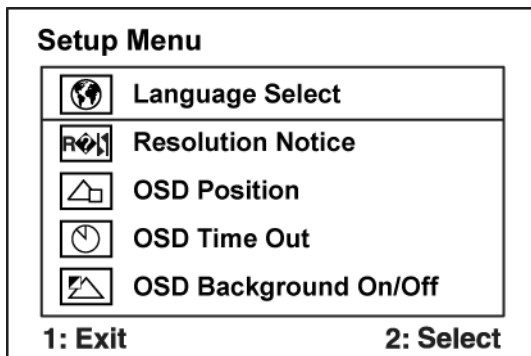 Setup Menu
Language Select
Resolution Notice
OSD Position
OSD Time Out
OSD Background On/Off
1: Exit 2: Select